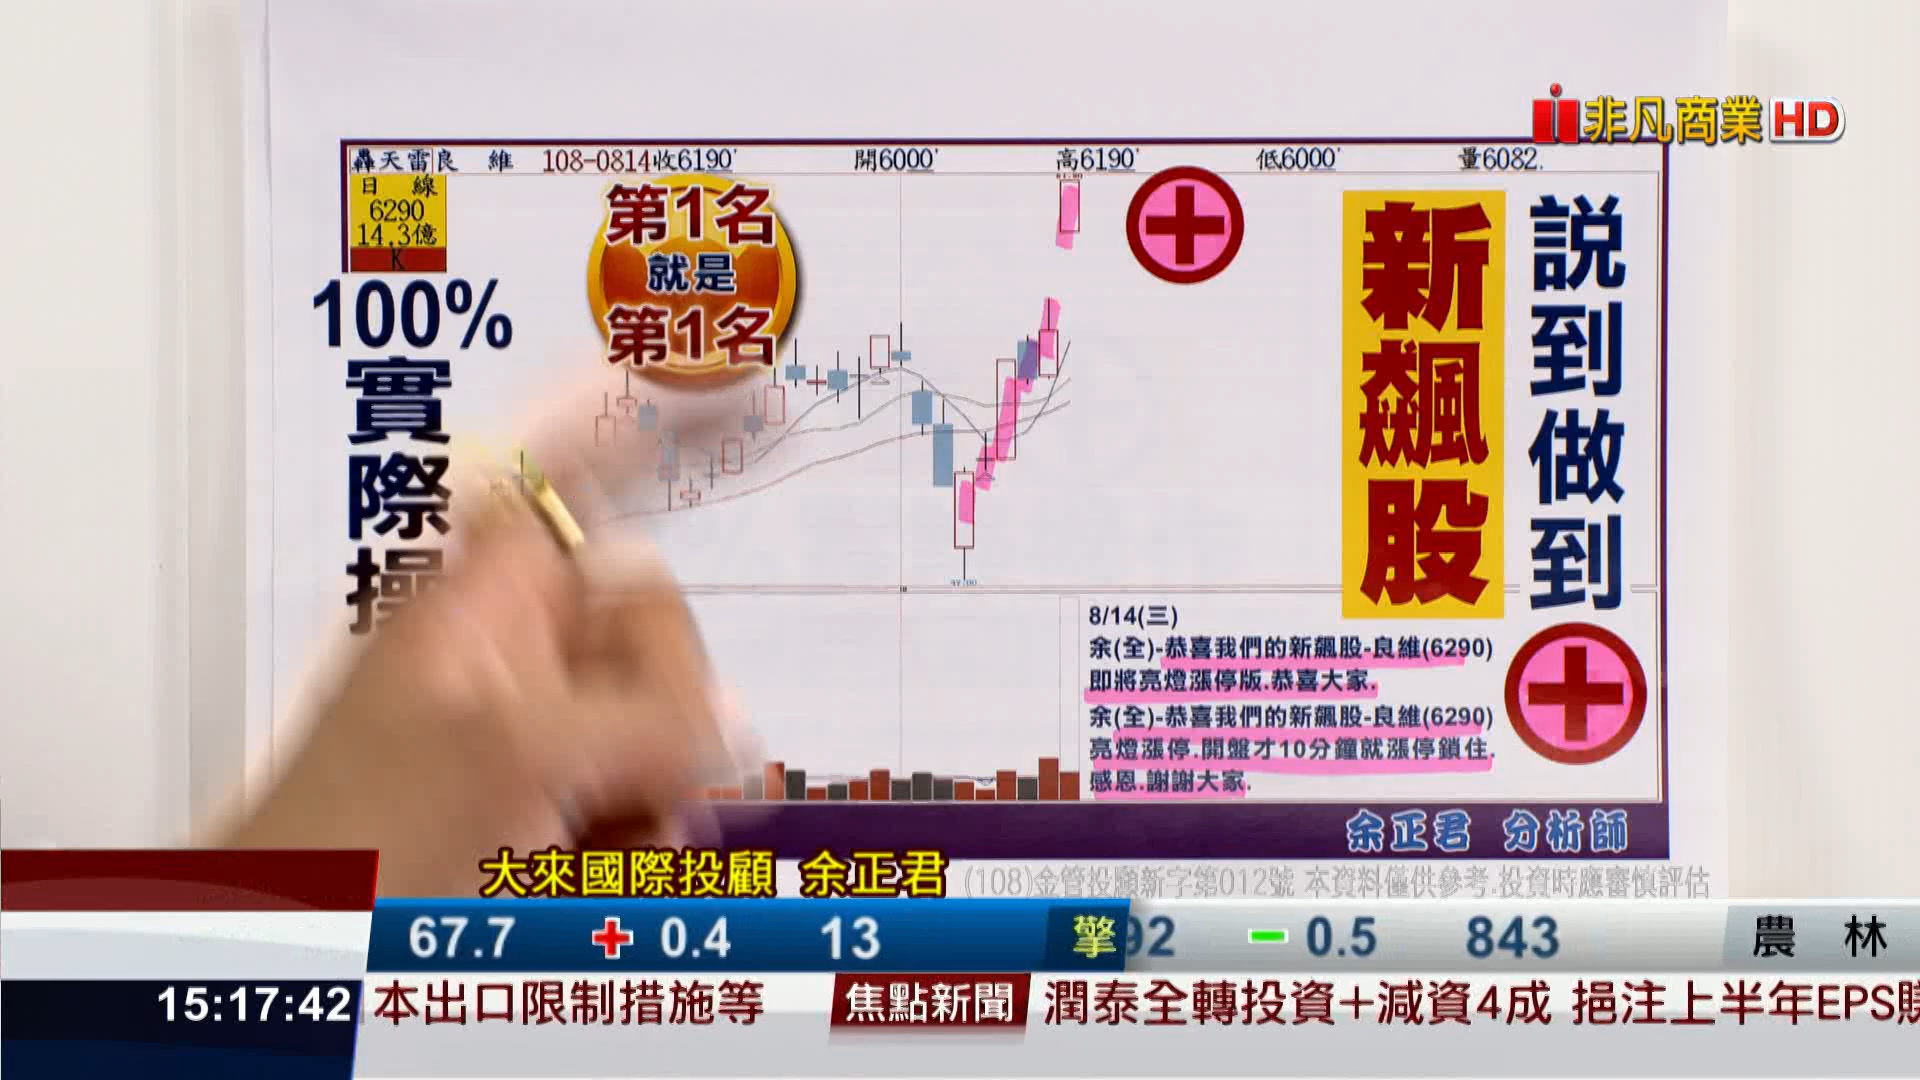 非凡商業HD
轟天雷良 維 108-0814收6190' 開6000' 高6190' 低6000' 量6082.
日 線
6290
14.3億
K
100%
實際操
第1名
就是
第1名
新飆股
説到做到
8/14(三)
余(全)-恭喜我們的新飆股-良維(6290)
即將亮燈漲停版.恭喜大家.
余(全)-恭喜我們的新飆股-良維(6290)
亮燈漲停.開盤才10分鐘就漲停鎖住.
感恩.謝謝大家.
余正君 分析師
大來國際投顧 余正君
(108)金管投顧新字第012號 本資料僅供參考.投資時應審慎評估
67.7 + 0.4 13 擎 92 - 0.5 843 農 林
15:17:42 本出口限制措施等 焦點新聞 潤泰全轉投資+減資4成 挹注上半年EPS賺